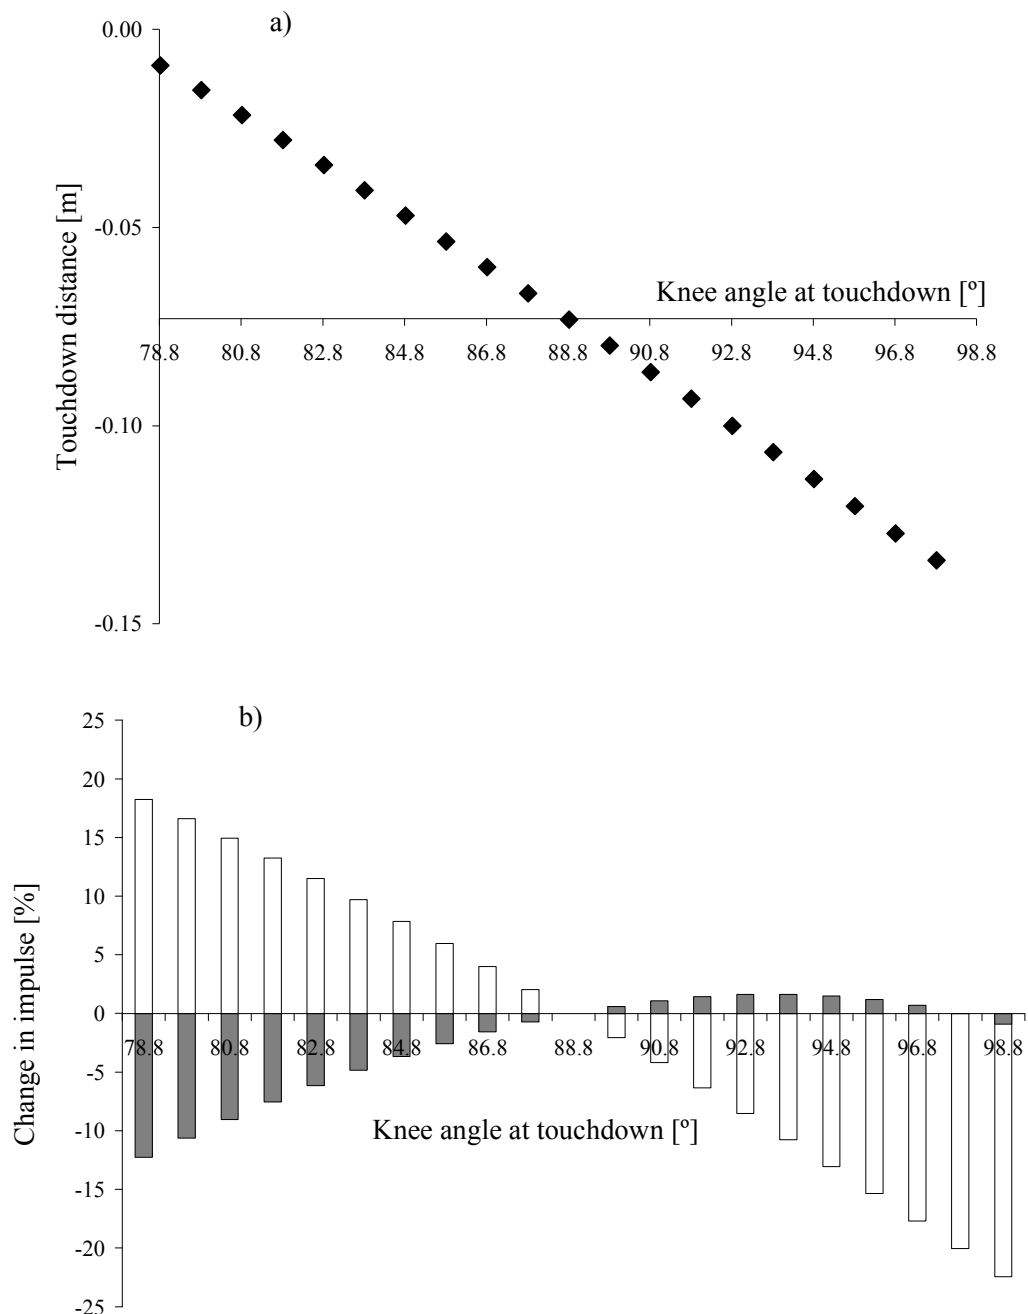 a)
0.00
Touchdown distance [m]
-0.05
Knee angle at touchdown [º]
78.8 80.8 82.8 84.8 86.8 88.8 90.8 92.8 94.8 96.8 98.8
-0.10
-0.15
b)
25
20
15
10
5
0
Change in impulse [%]
78.8 80.8 82.8 84.8 86.8 88.8 90.8 92.8 94.8 96.8 98.8
-5
Knee angle at touchdown [º]
-10
-15
-20
-25